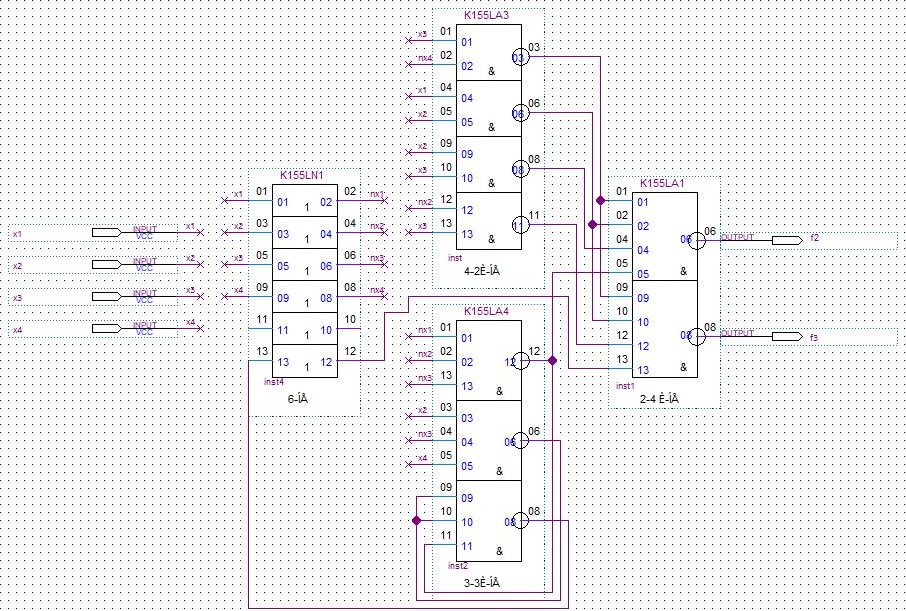 x1
INPUT
VCC
x1
x2
INPUT
VCC
x2
x3
INPUT
VCC
x3
x4
INPUT
VCC
x4
K155LN1
x1 01 01 1 02 02 nx1
x2 03 03 1 04 04 nx2
x3 05 05 1 06 06 nx3
x4 09 09 1 08 08 nx4
11 11 1 10 10
13 13 1 12 12
inst4
6-ÍÅ
K155LA3
x3 01 01 03 03
nx4 02 02
&
x1 04 04 06 06
x2 05 05
&
x2 09 09 08 08
x3 10 10
&
nx2 12 12 11 11
x3 13 13
&
inst
4-2È-ÍÅ
K155LA4
nx1 01 01
nx2 02 02 12 12
nx3 13 13
&
x2 03 03
nx3 04 04 06 06
x4 05 05
&
09 09
10 10 08 08
11 11
&
inst2
3-3È-ÍÅ
K155LA1
01 01
02 02
04 04 06 06 OUTPUT f2
05 05 &
09 09
10 10
12 12 08 08 OUTPUT f3
13 13 &
inst1
2-4 È-ÍÅ